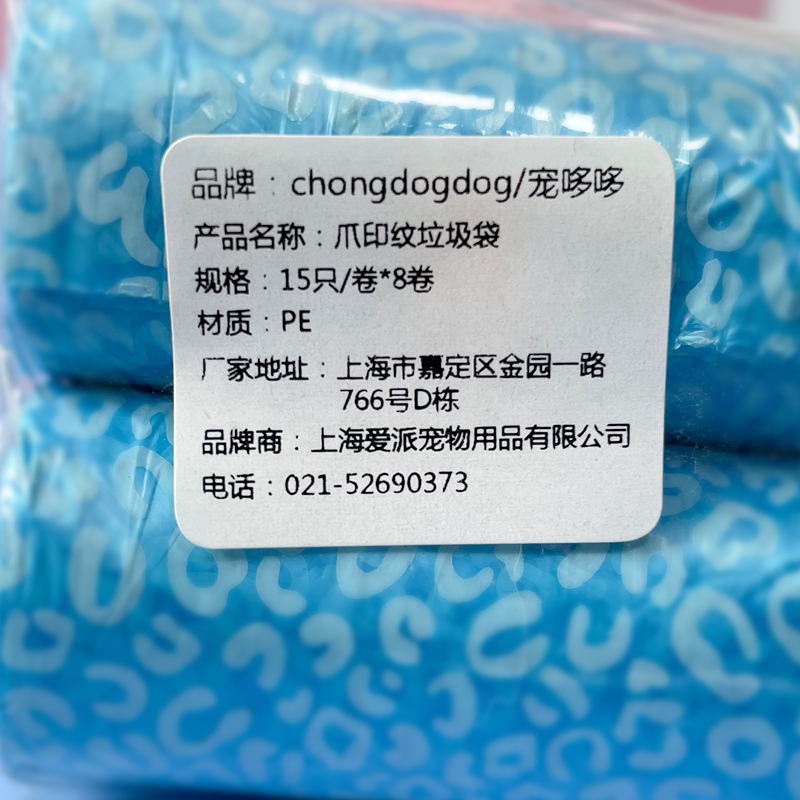 品牌：chongdogdog/宠哆哆
产品名称：爪印纹垃圾袋
规格：15只/卷*8卷
材质：PE
厂家地址：上海市嘉定区金园一路
766号D栋
品牌商：上海爱派宠物用品有限公司
电话：021-52690373